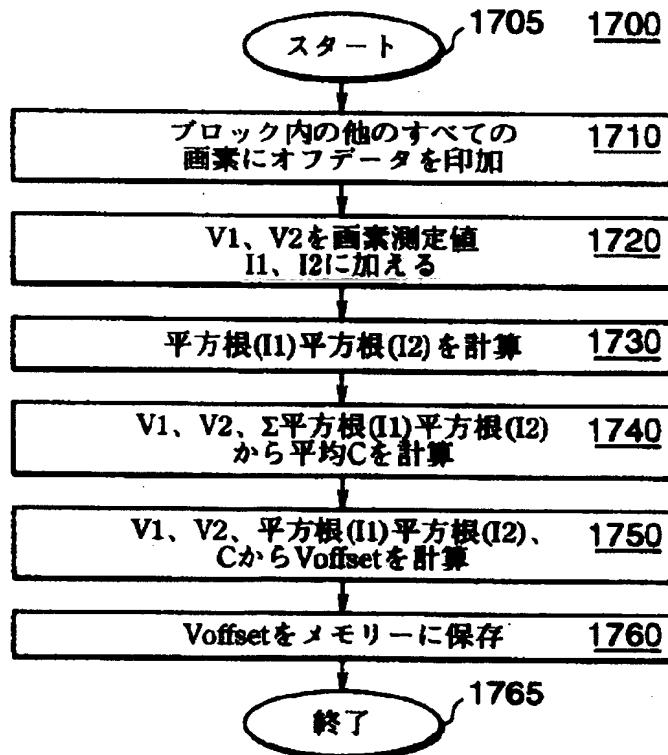 スタート
1705
1700
ブロック内の他のすべての
画素にオフデータを印加
1710
V1、V2を画素測定値
I1、I2に加える
1720
平方根(I1)平方根(I2)を計算
1730
V1、V2、Σ平方根(I1)平方根(I2)
から平均Cを計算
1740
V1、V2、平方根(I1)平方根(I2)、
CからVoffsetを計算
1750
Voffsetをメモリーに保存
1760
終了
1765